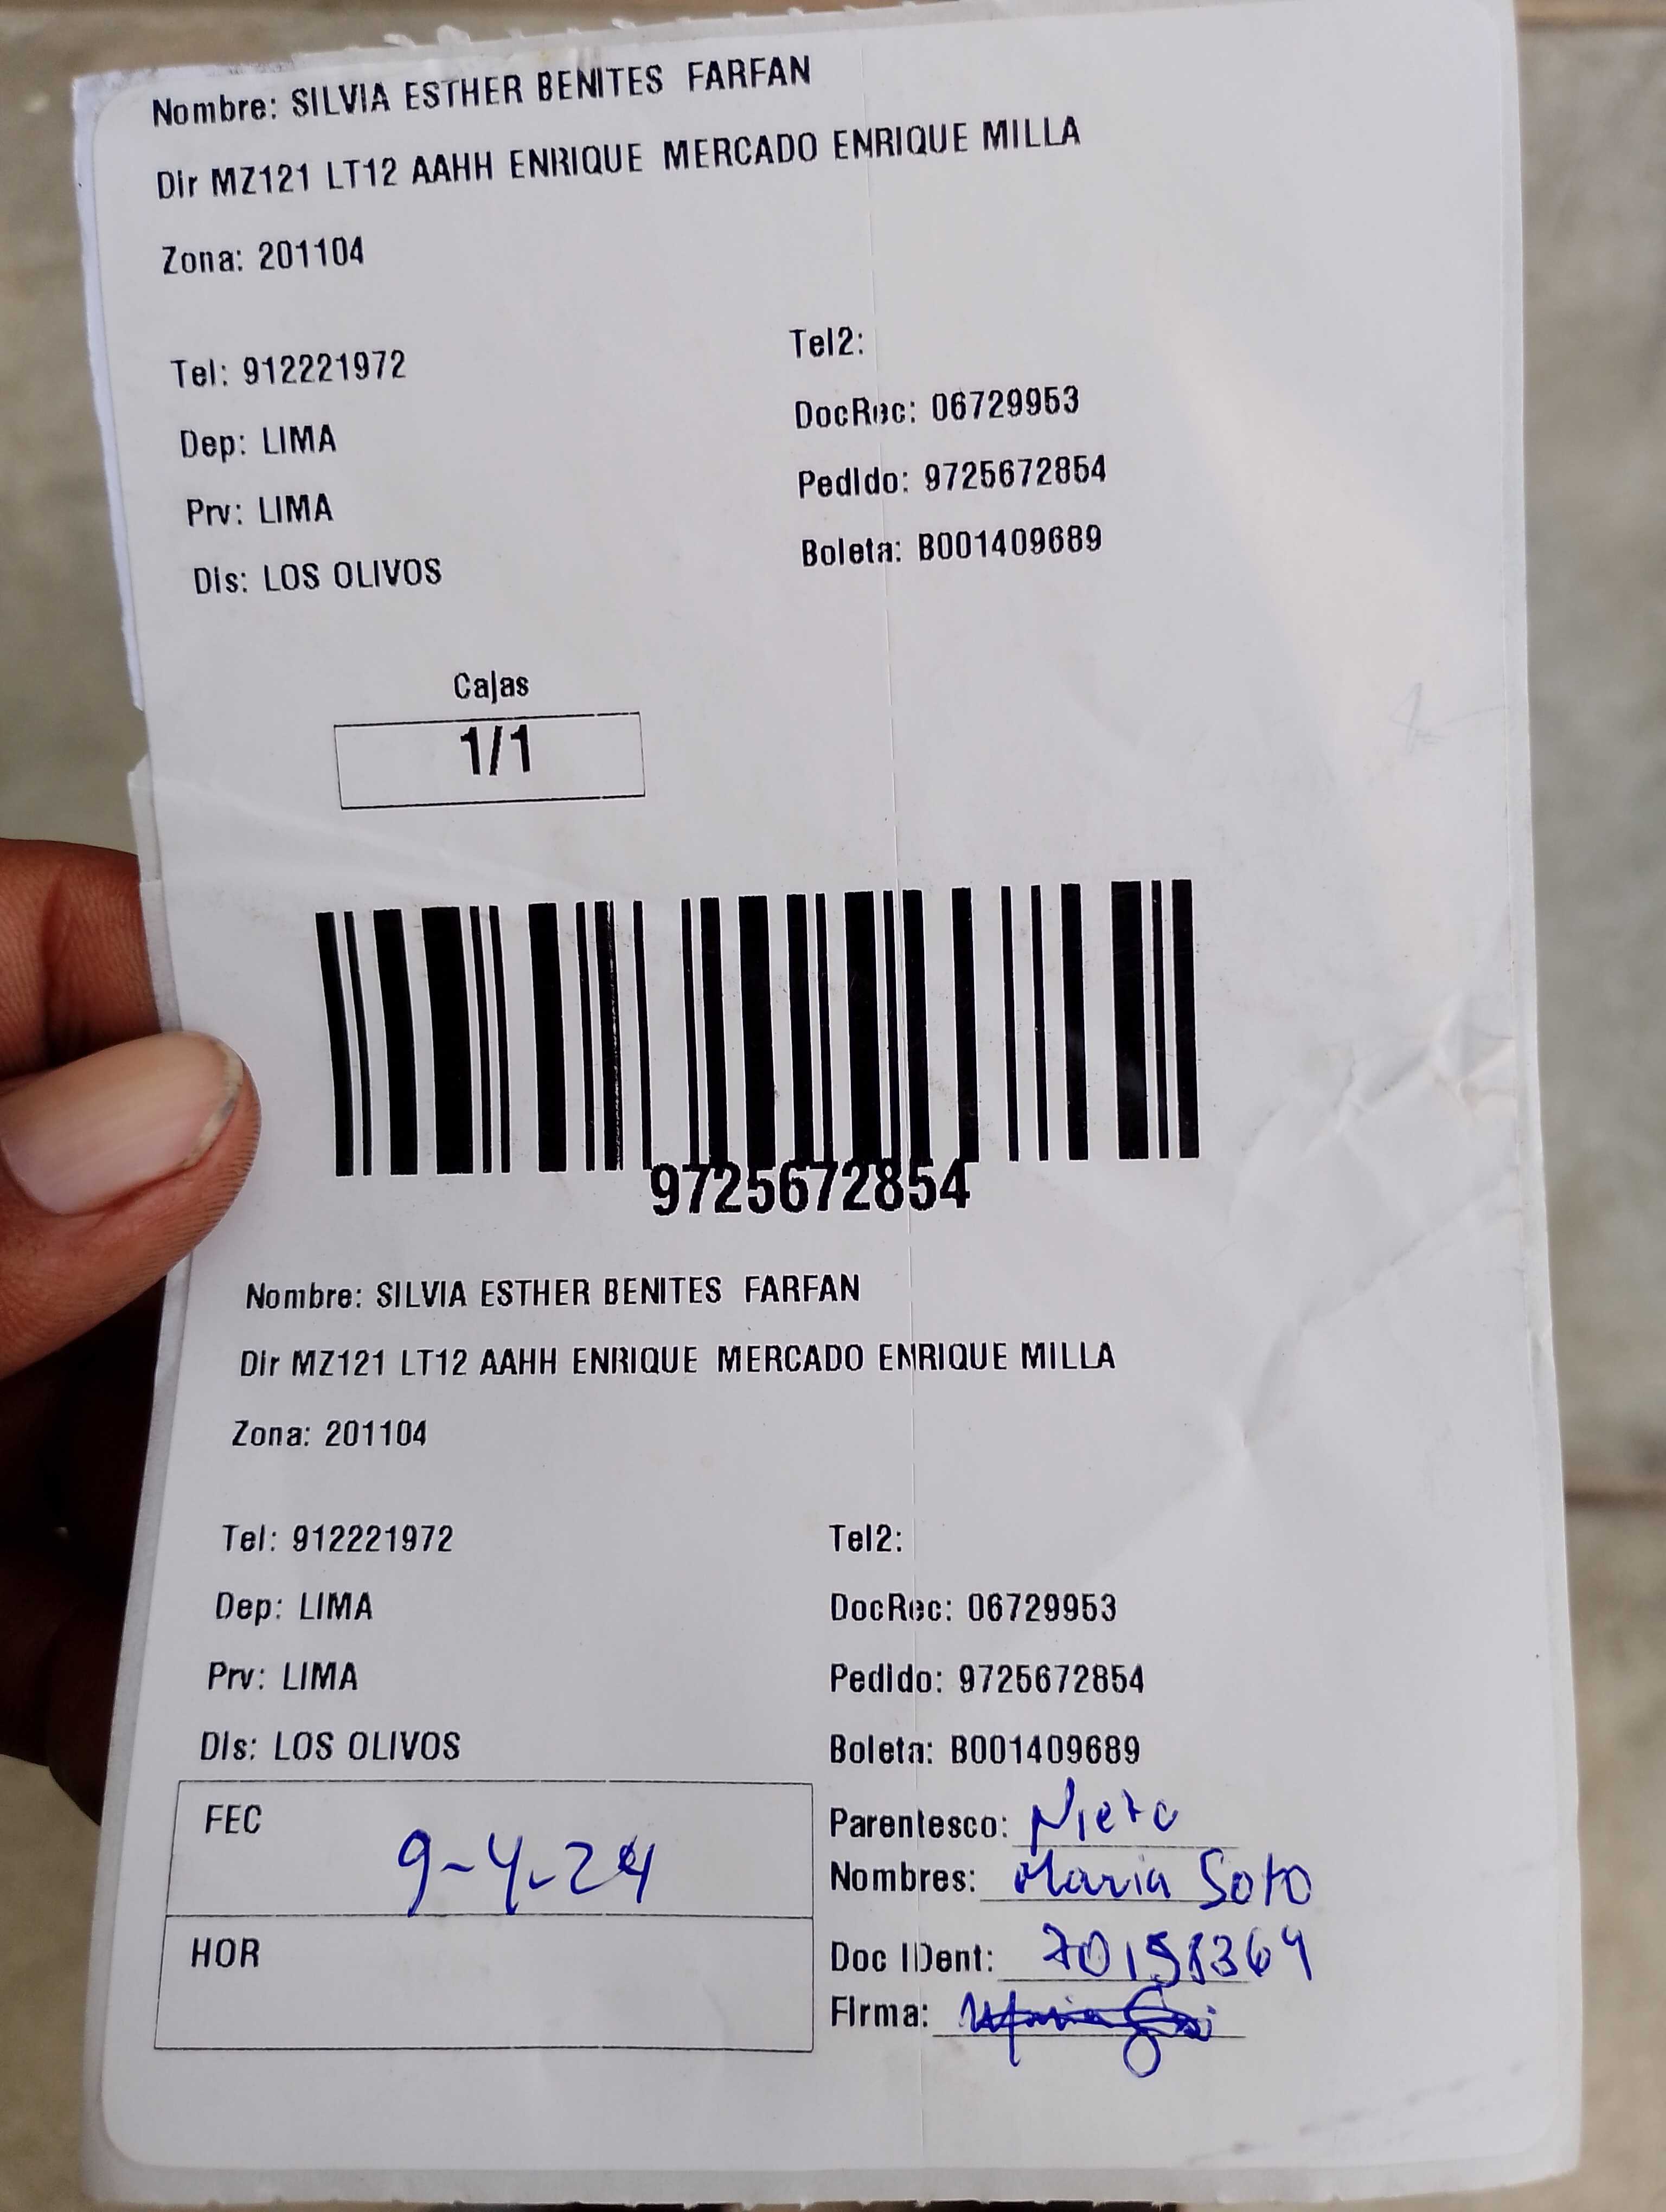 Nombre: SILVIA ESTHER BENITES FARFAN
Dir MZ121 LT12 AAHH ENRIQUE MERCADO ENRIQUE MILLA
Zona: 201104
Tel: 912221972
Tel2:
Dep: LIMA
DocRec: 06729953
Prv: LIMA
Pedido: 9725672854
Dis: LOS OLIVOS
Boleta: B001409689
Cajas
1/1
9725672854
Nombre: SILVIA ESTHER BENITES FARFAN
Dir MZ121 LT12 AAHH ENRIQUE MERCADO ENRIQUE MILLA
Zona: 201104
Tel: 912221972
Tel2:
Dep: LIMA
DocRec: 06729953
Prv: LIMA
Pedido: 9725672854
Dis: LOS OLIVOS
Boleta: B001409689
FEC 9-4-24
HOR
Parentesco: Nieto
Nombres: Maria Soto
Doc IDent:
Firma: